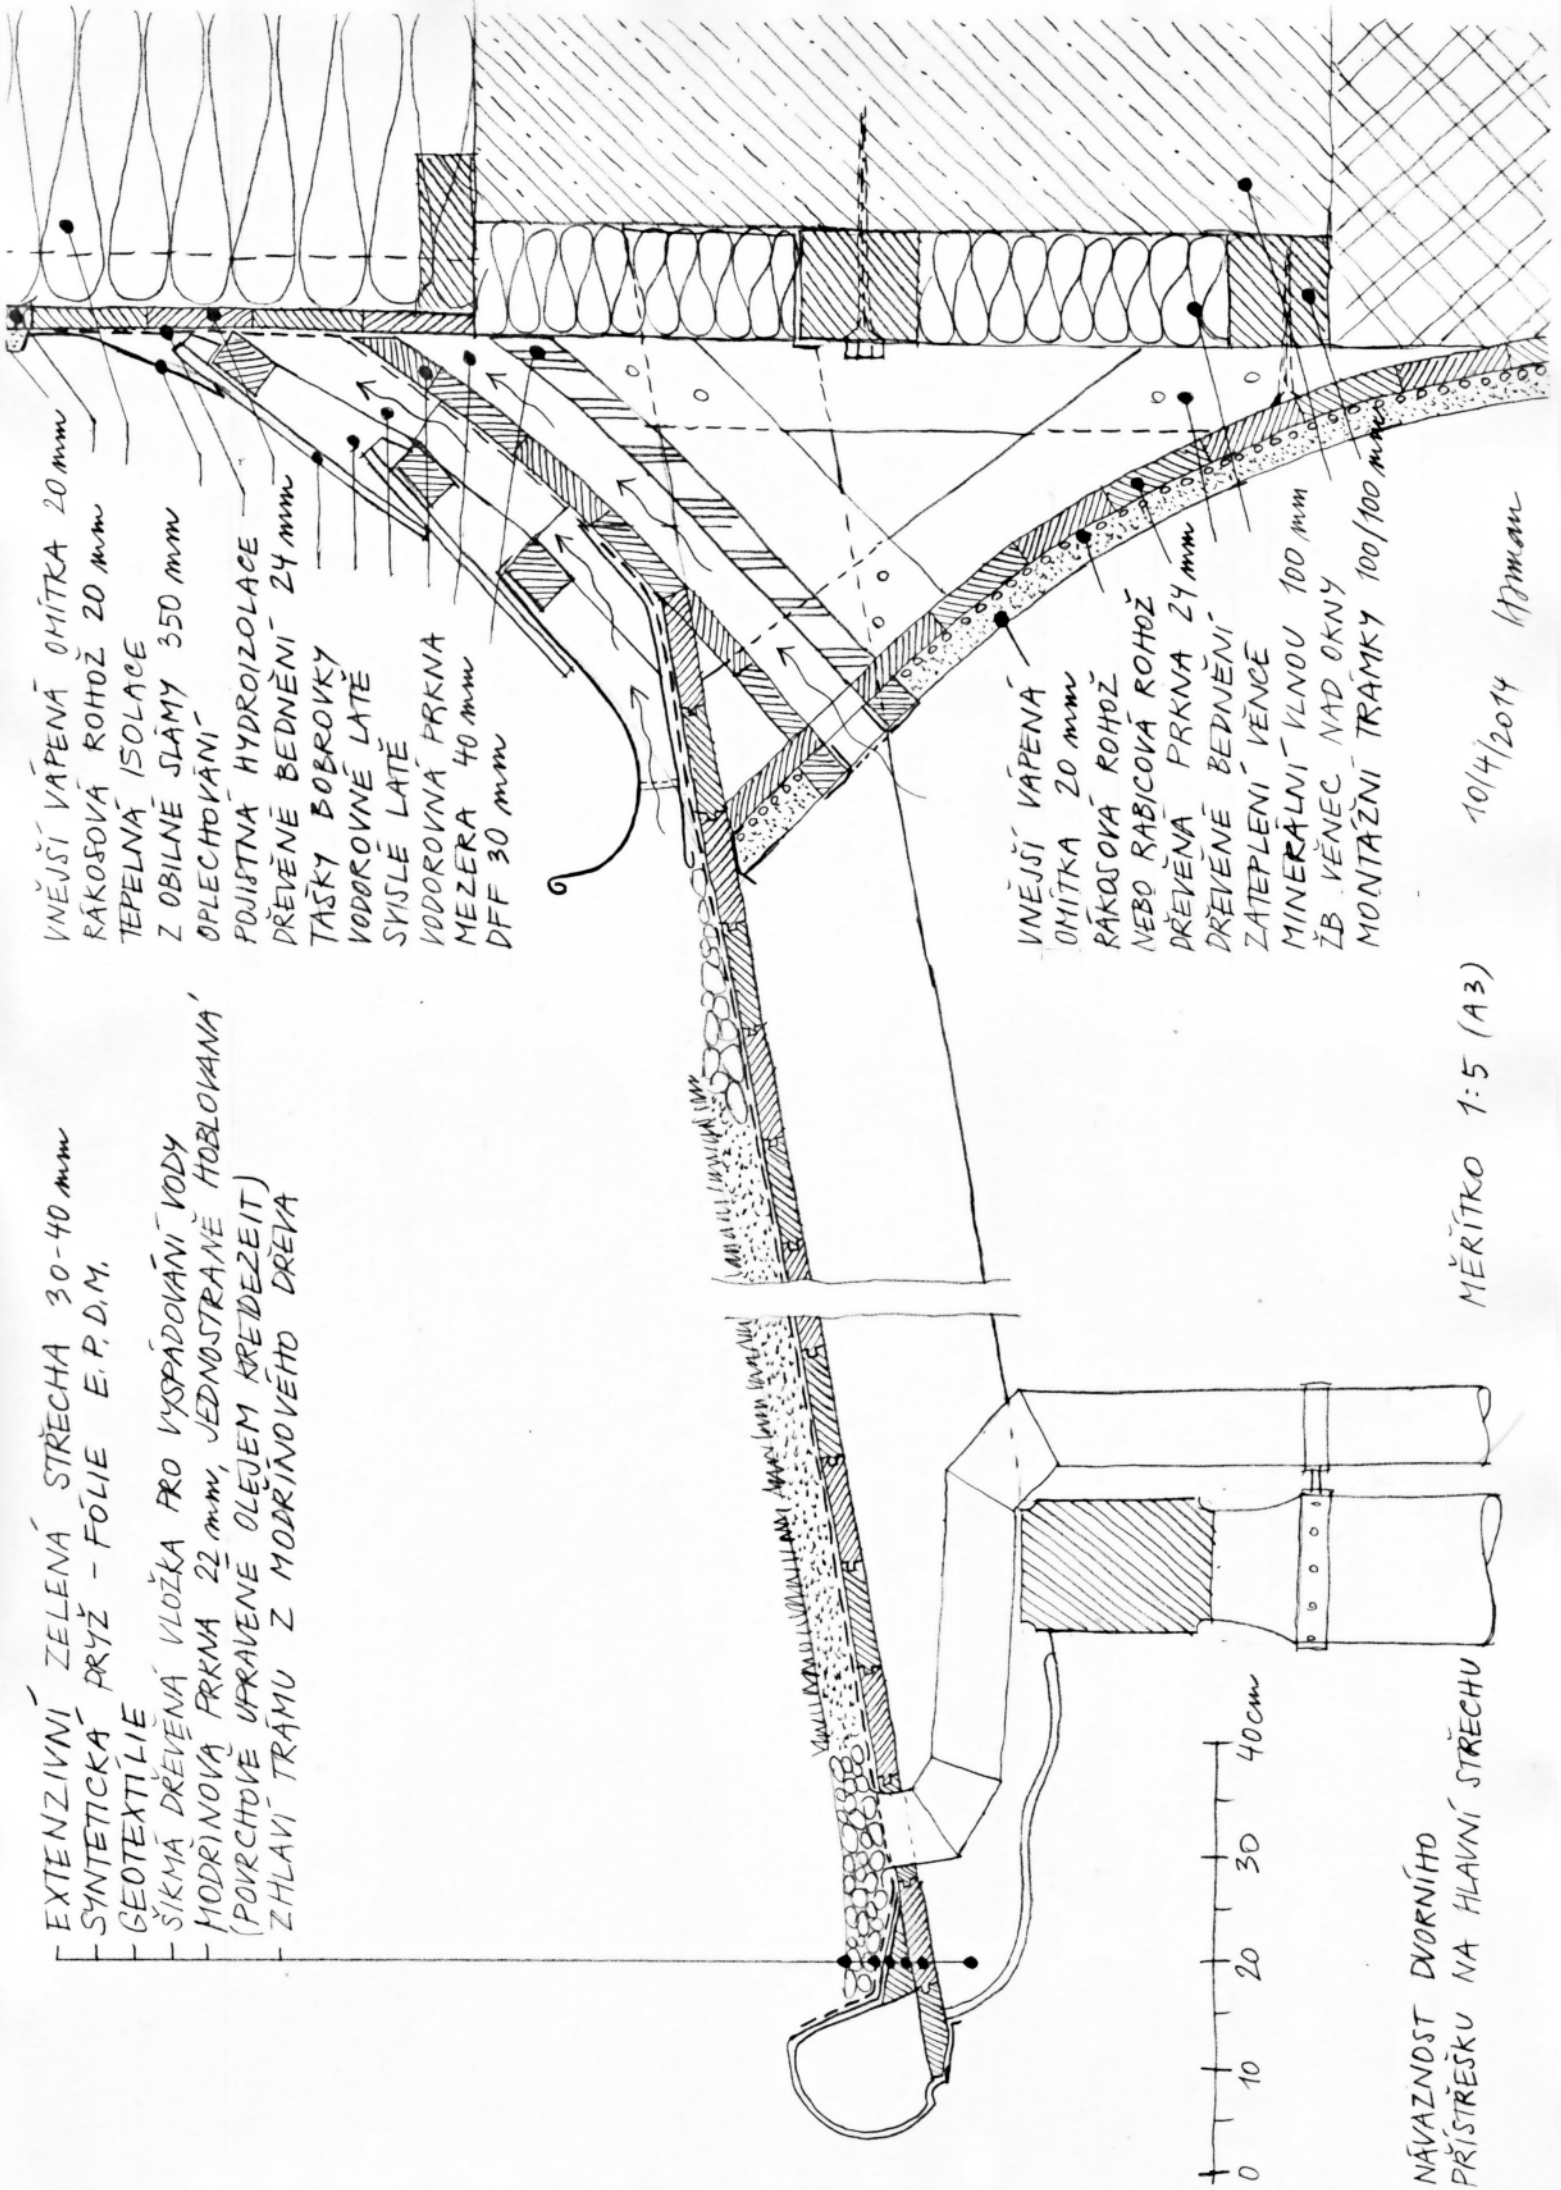 EXTENZIVNÍ ZELENÁ STŘECHA 30-40 mm
SYNTETICKÁ PRYŽ - FÓLIE E.P.D.M.
GEOTEXTÍLIE
ŠIKMÁ DŘEVĚNÁ VLOŽKA PRO VYSPÁDOVÁNÍ VODY
MODŘÍNOVÁ PRKNA 22 mm, JEDNOSTRANĚ HOBLOVANÁ
(POVRCHOVĚ UPRAVENÉ OLEJEM KREIDEZEIT)
ZHLAVÍ TRÁMU Z MODŘÍNOVÉHO DŘEVA
VNĚJŠÍ VÁPENÁ OMÍTKA 20 mm
RÁKOSOVÁ ROHOŽ 20 mm
TEPELNÁ ISOLACE
Z OBILNÉ SLÁMY 350 mm
OPLECHOVÁNÍ
POJISTNÁ HYDROIZOLACE
DŘEVĚNÉ BEDNĚNÍ 24 mm
TAŠKY BOBROVKY
VODOROVNÉ LATĚ
SVISLÉ LATĚ
VODOROVNÁ PRKNA
MEZERA 40 mm
DFF 30 mm
VNĚJŠÍ VÁPENÁ
OMÍTKA 20 mm
RÁKOSOVÁ ROHOŽ
NEBO RABICOVÁ ROHOŽ
DŘEVĚNÁ PRKNA 24 mm
DŘEVĚNÉ BEDNĚNÍ
ZATEPLENÍ VĚNCE
MINERÁLNÍ VLNOU 100 mm
ŽB VĚNEC NAD OKNY
MONTÁŽNÍ TRÁMKY 100/100 mm
0 10 20 30 40 cm
NÁVAZNOST DVORNÍHO
PŘÍSTŘEŠKU NA HLAVNÍ STŘECHU
MĚŘÍTKO 1:5 (A3)
10/4/2014